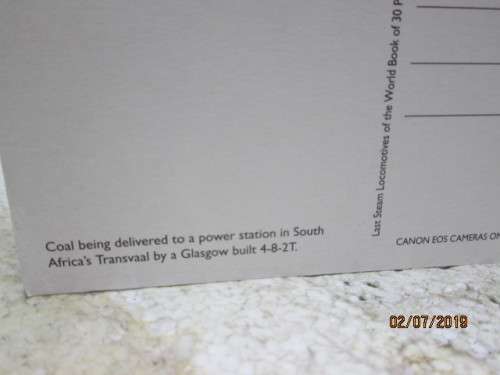 Coal being delivered to a power station in South
Africa's Transvaal by a Glasgow built 4-8-2T.
Last Steam Locomotives of the World Book of 30
CANON EOS CAMERAS
02/07/2019